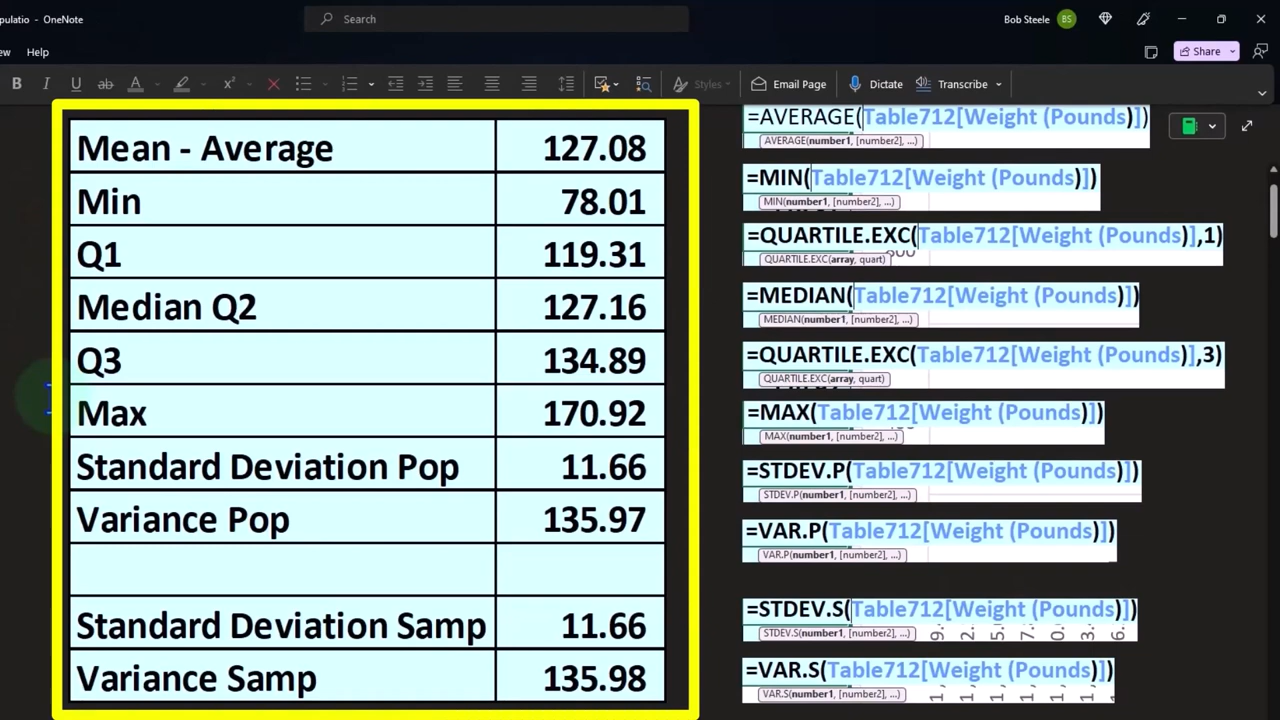 pulatio - OneNote
Search
Bob Steele
BS
ew Help
Share
B I U ab A x²
Styles
Email Page
Dictate
Transcribe
Mean - Average 127.08
=AVERAGE(Table712[Weight (Pounds)])
AVERAGE(number1, [number2], ...)
Min 78.01
=MIN(Table712[Weight (Pounds)])
MIN(number1, [number2], ...)
Q1 119.31
=QUARTILE.EXC(Table712[Weight (Pounds)],1)
QUARTILE.EXC(array, quart)
Median Q2 127.16
=MEDIAN(Table712[Weight (Pounds)])
MEDIAN(number1, [number2], ...)
Q3 134.89
=QUARTILE.EXC(Table712[Weight (Pounds)],3)
QUARTILE.EXC(array, quart)
Max 170.92
=MAX(Table712[Weight (Pounds)])
MAX(number1, [number2], ...)
Standard Deviation Pop 11.66
=STDEV.P(Table712[Weight (Pounds)])
STDEV.P(number1, [number2], ...)
Variance Pop 135.97
=VAR.P(Table712[Weight (Pounds)])
VAR.P(number1, [number2], ...)
Standard Deviation Samp 11.66
=STDEV.S(Table712[Weight (Pounds)])
STDEV.S(number1, [number2], ...)
Variance Samp 135.98
=VAR.S(Table712[Weight (Pounds)])
VAR.S(number1, [number2], ...)